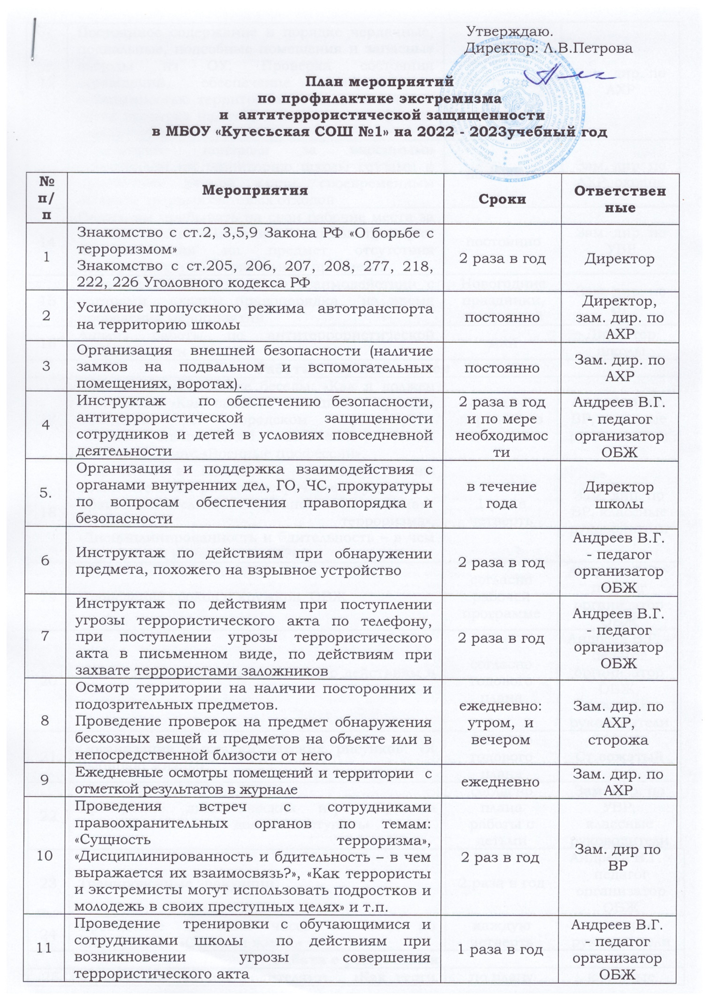 Утверждаю.
Директор: Л.В.Петрова
План мероприятий
по профилактике экстремизма
и антитеррористической защищенности
в МБОУ «Кугесьская СОШ №1» на 2022 - 2023учебный год
№
п/
п
Мероприятия
Сроки
Ответствен
ные
1
Знакомство с ст.2, 3,5,9 Закона РФ «О борьбе с
терроризмом»
Знакомство с ст.205, 206, 207, 208, 277, 218,
222, 226 Уголовного кодекса РФ
2 раза в год
Директор
2
Усиление пропускного режима автотранспорта
на территорию школы
постоянно
Директор,
зам. дир. по
АХР
3
Организация внешней безопасности (наличие
замков на подвальном и вспомогательных
помещениях, воротах).
постоянно
Зам. дир. по
АХР
4
Инструктаж по обеспечению безопасности,
антитеррористической защищенности
сотрудников и детей в условиях повседневной
деятельности
2 раза в год
и по мере
необходимос
ти
Андреев В.Г.
- педагог
организатор
ОБЖ
5.
Организация и поддержка взаимодействия с
органами внутренних дел, ГО, ЧС, прокуратуры
по вопросам обеспечения правопорядка и
безопасности
в течение
года
Директор
школы
6
Инструктаж по действиям при обнаружении
предмета, похожего на взрывное устройство
2 раза в год
Андреев В.Г.
- педагог
организатор
ОБЖ
7
Инструктаж по действиям при поступлении
угрозы террористического акта по телефону,
при поступлении угрозы террористического
акта в письменном виде, по действиям при
захвате террористами заложников
2 раза в год
Андреев В.Г.
- педагог
организатор
ОБЖ
8
Осмотр территории на наличии посторонних и
подозрительных предметов.
Проведение проверок на предмет обнаружения
бесхозных вещей и предметов на объекте или в
непосредственной близости от него
ежедневно:
утром, и
вечером
Зам. дир. по
АХР,
сторожа
9
Ежедневные осмотры помещений и территории с
отметкой результатов в журнале
ежедневно
Зам. дир. по
АХР
10
Проведения встреч с сотрудниками
правоохранительных органов по темам:
«Сущность терроризма»,
«Дисциплинированность и бдительность – в чем
выражается их взаимосвязь?», «Как террористы
и экстремисты могут использовать подростков и
молодежь в своих преступных целях» и т.п.
2 раз в год
Зам. дир по
ВР
11
Проведение тренировки с обучающимися и
сотрудниками школы по действиям при
возникновении угрозы совершения
террористического акта
1 раза в год
Андреев В.Г.
- педагог
организатор
ОБЖ